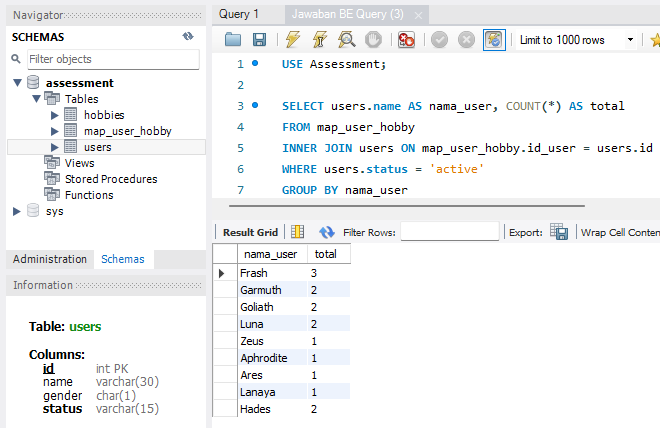 Navigator
SCHEMAS
Filter objects
assessment
Tables
hobbies
map_user_hobby
users
Views
Stored Procedures
Functions
sys
Administration Schemas
Information
Table: users
Columns:
id int PK
name varchar(30)
gender char(1)
status varchar(15)
Query 1 Jawaban BE Query (3)
Limit to 1000 rows
1 USE Assessment;
2
3 SELECT users.name AS nama_user, COUNT(*) AS total
4 FROM map_user_hobby
5 INNER JOIN users ON map_user_hobby.id_user = users.id
6 WHERE users.status = 'active'
7 GROUP BY nama_user
Result Grid Filter Rows: Export: Wrap Cell Content
nama_user total
Frash 3
Garmuth 2
Goliath 2
Luna 2
Zeus 1
Aphrodite 1
Ares 1
Lanaya 1
Hades 2